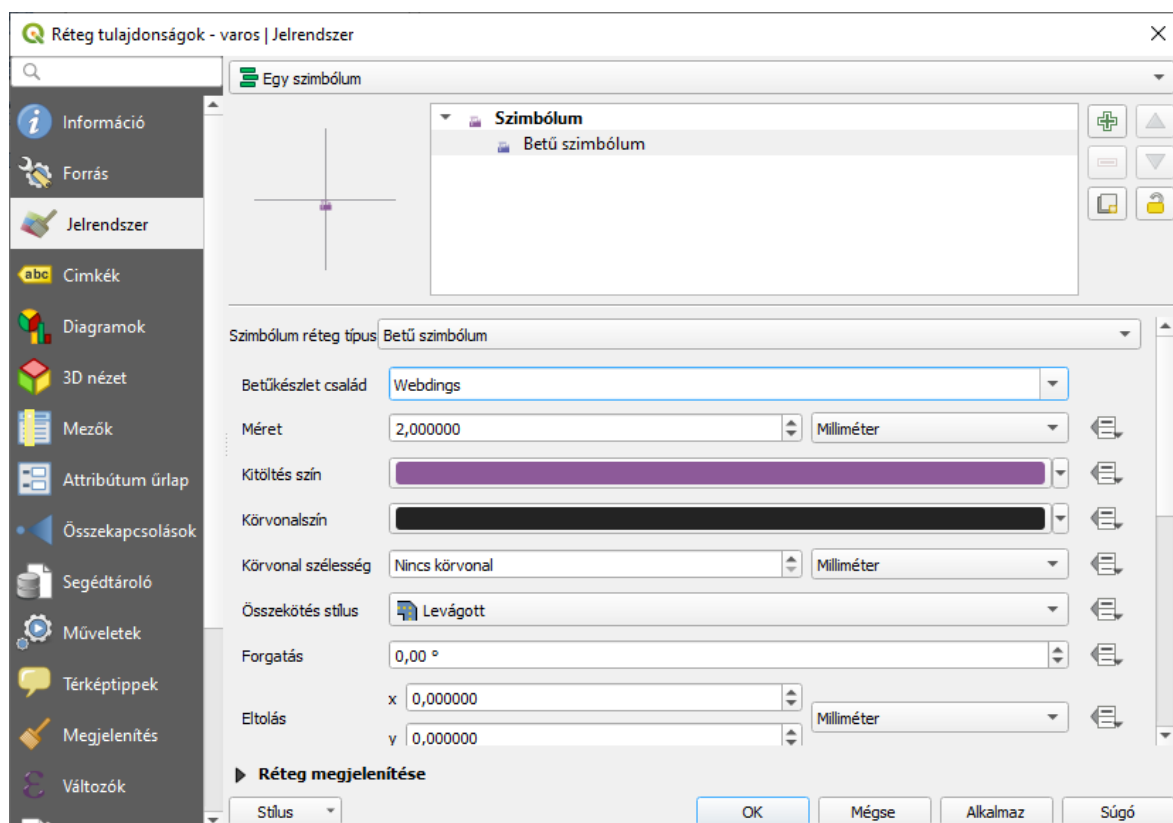 Réteg tulajdonságok - varos | Jelrendszer
Információ
Forrás
Jelrendszer
abc Cimkék
Diagramok
3D nézet
Mezők
Attribútum űrlap
Összekapcsolások
Segédtároló
Műveletek
Térképtippek
Megjelenítés
Változók
Egy szimbólum
Szimbólum
Betű szimbólum
Szimbólum réteg típus Betű szimbólum
Betűkészlet család Webdings
Méret 2,000000 Milliméter
Kitöltés szín
Körvonalszín
Körvonal szélesség Nincs körvonal Milliméter
Összekötés stílus Levágott
Forgatás 0,00 °
Eltolás x 0,000000 Milliméter
y 0,000000
Réteg megjelenítése
Stílus OK Mégse Alkalmaz Súgó